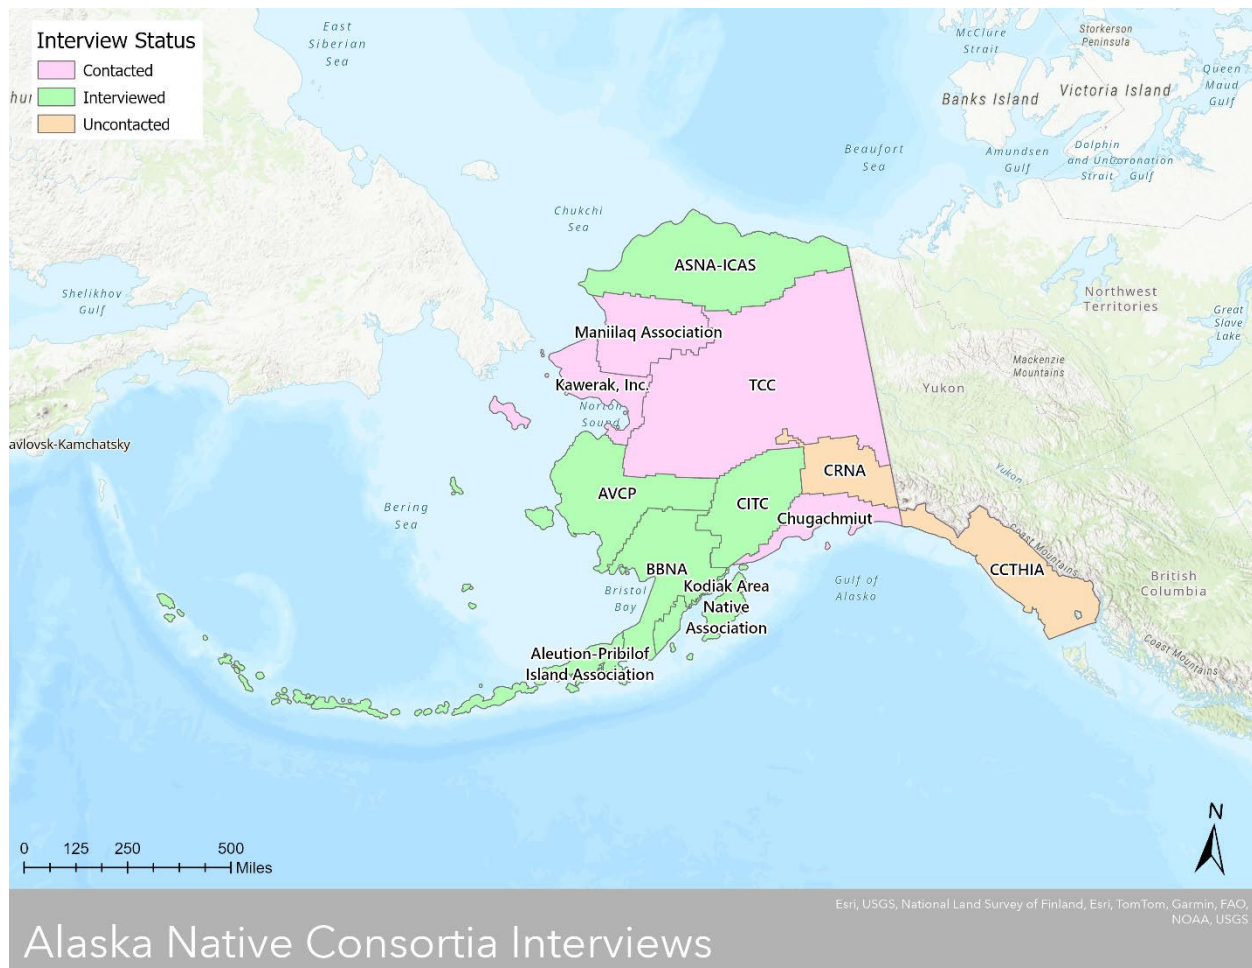 Interview Status
Contacted
Interviewed
Uncontacted
East
Siberian
Sea
McClure
Strait
Storkerson
Peninsula
Banks Island
Victoria Island
Queen
Maud
Gulf
Beaufort
Sea
Amundsen
Gulf
Dolphin
and Union
Strait
Coronation
Gulf
Chukchi
Sea
ASNA-ICAS
Shelikhov
Gulf
Northwest
Territories
Great
Slave
Lake
Maniilaq Association
Mackenzie
Mountains
Kawerak, Inc.
TCC
Yukon
Norton
Sound
avlovsk-Kamchatsky
CRNA
Yukon
AVCP
CITC
Bering
Sea
Chugachmiut
Coast Mountains
BBNA
CCTHIA
Kodiak Area
Native
Association
Bristol
Bay
Gulf of
Alaska
British
Columbia
Aleution-Pribilof
Island Association
Coast Mountains
N
0 125 250 500
Miles
Esri, USGS, National Land Survey of Finland, Esri, TomTom, Garmin, FAO,
NOAA, USGS
Alaska Native Consortia Interviews